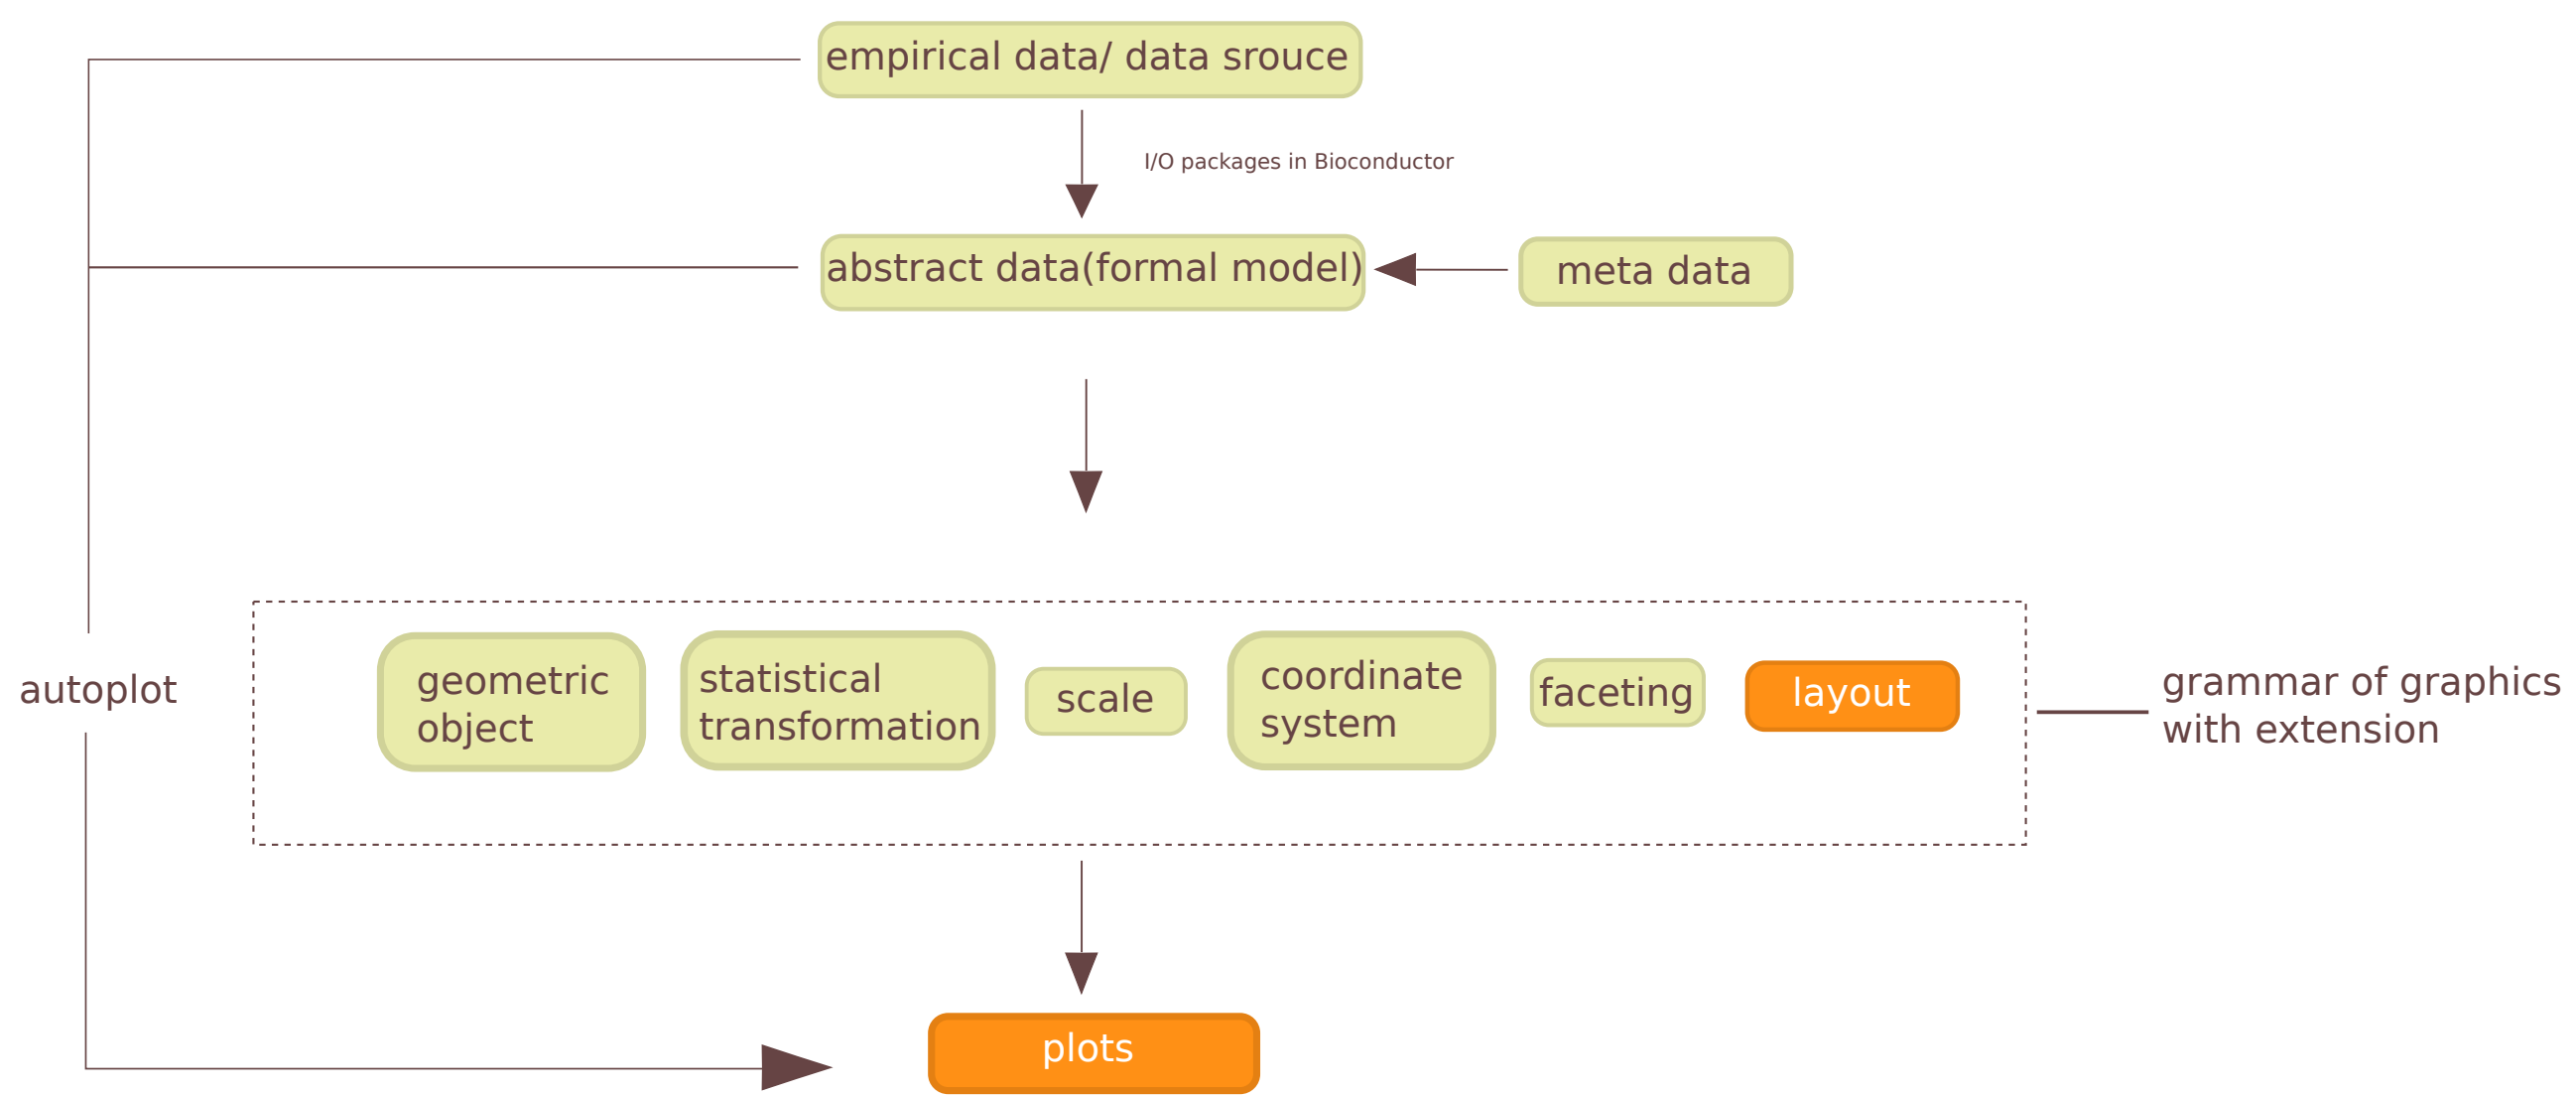 empirical data/ data srouce
I/O packages in Bioconductor
abstract data(formal model)
meta data
autoplot
geometric
object
statistical
transformation
scale
coordinate
system
faceting
layout
grammar of graphics
with extension
plots